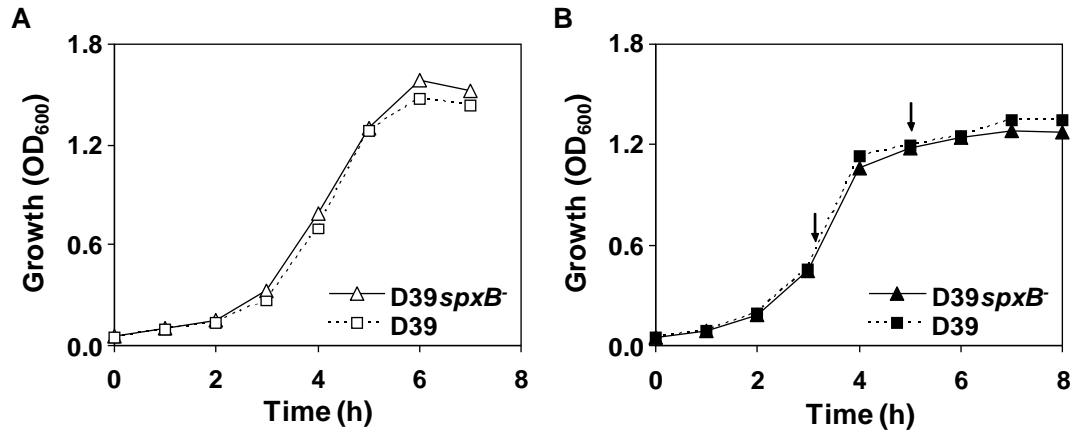 A
1.8
1.2
0.6
0.0
Growth (OD600)
0 2 4 6 8
Time (h)
D39spxB-
D39
B
1.8
1.2
0.6
0.0
Growth (OD600)
0 2 4 6 8
Time (h)
D39spxB-
D39